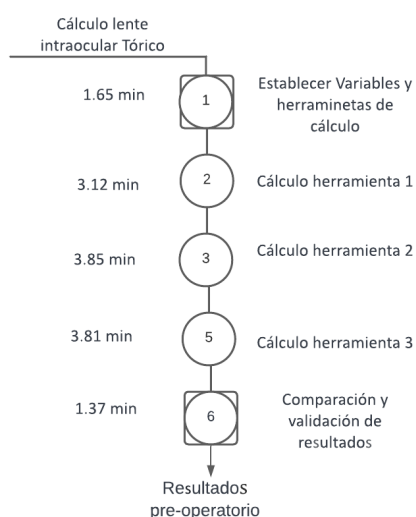 Cálculo lente
intraocular Tórico
1.65 min
1
Establecer Variables y
herraminetas de
cálculo
3.12 min
2
Cálculo herramienta 1
3.85 min
3
Cálculo herramienta 2
3.81 min
5
Cálculo herramienta 3
1.37 min
6
Comparación y
validación de
resultados
Resultados
pre-operatorio